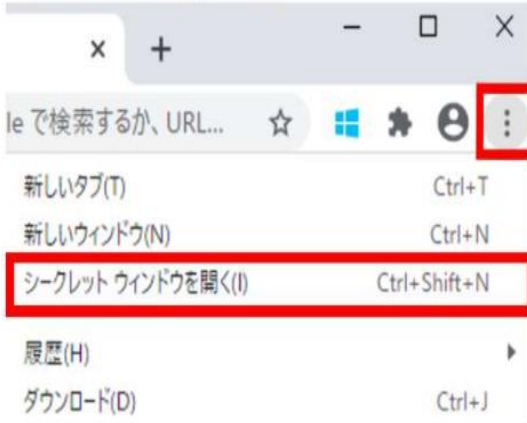 le で検索するか、URL...
新しいタブ(T) Ctrl+T
新しいウィンドウ(N) Ctrl+N
シークレット ウィンドウを開く(I) Ctrl+Shift+N
履歴(H)
ダウンロード(D) Ctrl+J